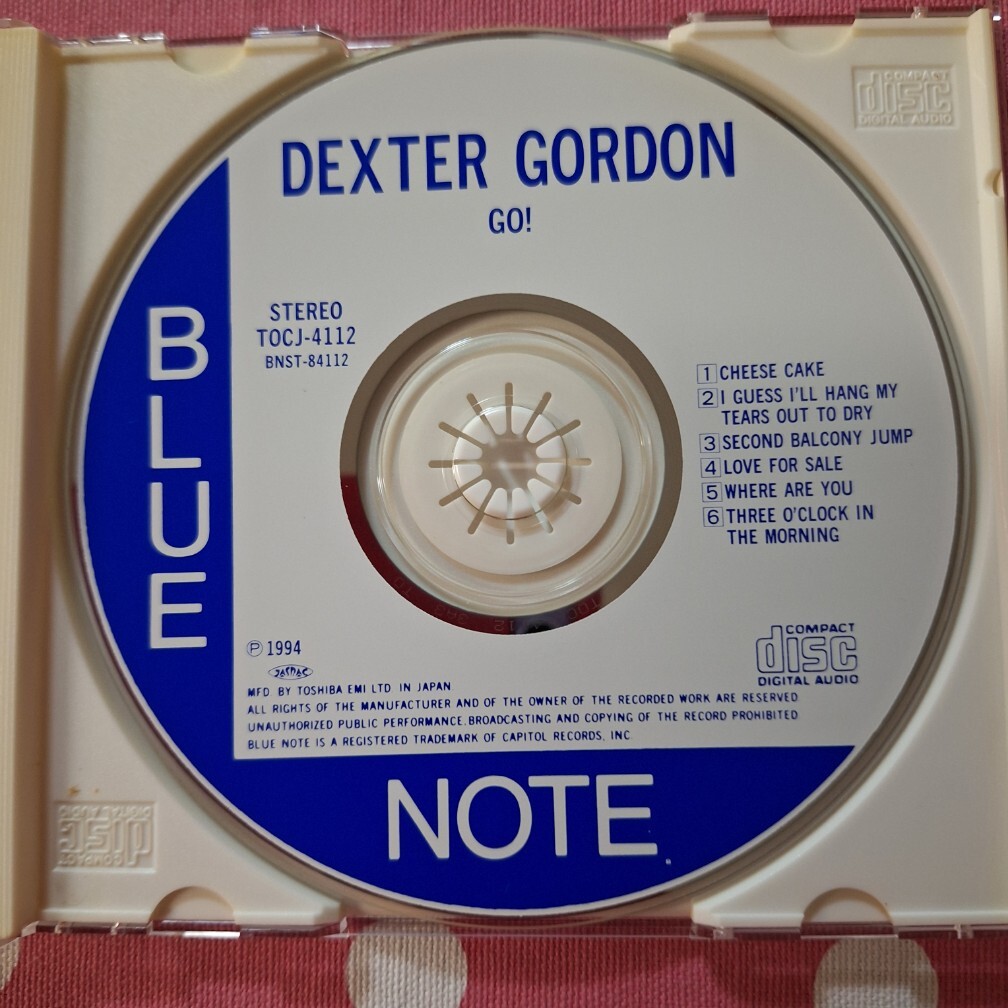 COMPACT
disc
DIGITAL AUDIO
DEXTER GORDON
GO!
BLUE
STEREO
TOCJ-4112
BNST-84112
1 CHEESE CAKE
2 I GUESS I'LL HANG MY
TEARS OUT TO DRY
3 SECOND BALCONY JUMP
4 LOVE FOR SALE
5 WHERE ARE YOU
6 THREE O'CLOCK IN
THE MORNING
℗ 1994
MFD BY TOSHIBA EMI LTD IN JAPAN
ALL RIGHTS OF THE MANUFACTURER AND OF THE OWNER OF THE RECORDED WORK ARE RESERVED
UNAUTHORIZED PUBLIC PERFORMANCE. BROADCASTING AND COPYING OF THE RECORD PROHIBITED
BLUE NOTE IS A REGISTERED TRADEMARK OF CAPITOL RECORDS, INC
COMPACT
disc
DIGITAL AUDIO
NOTE
COMPACT
disc
DIGITAL AUDIO